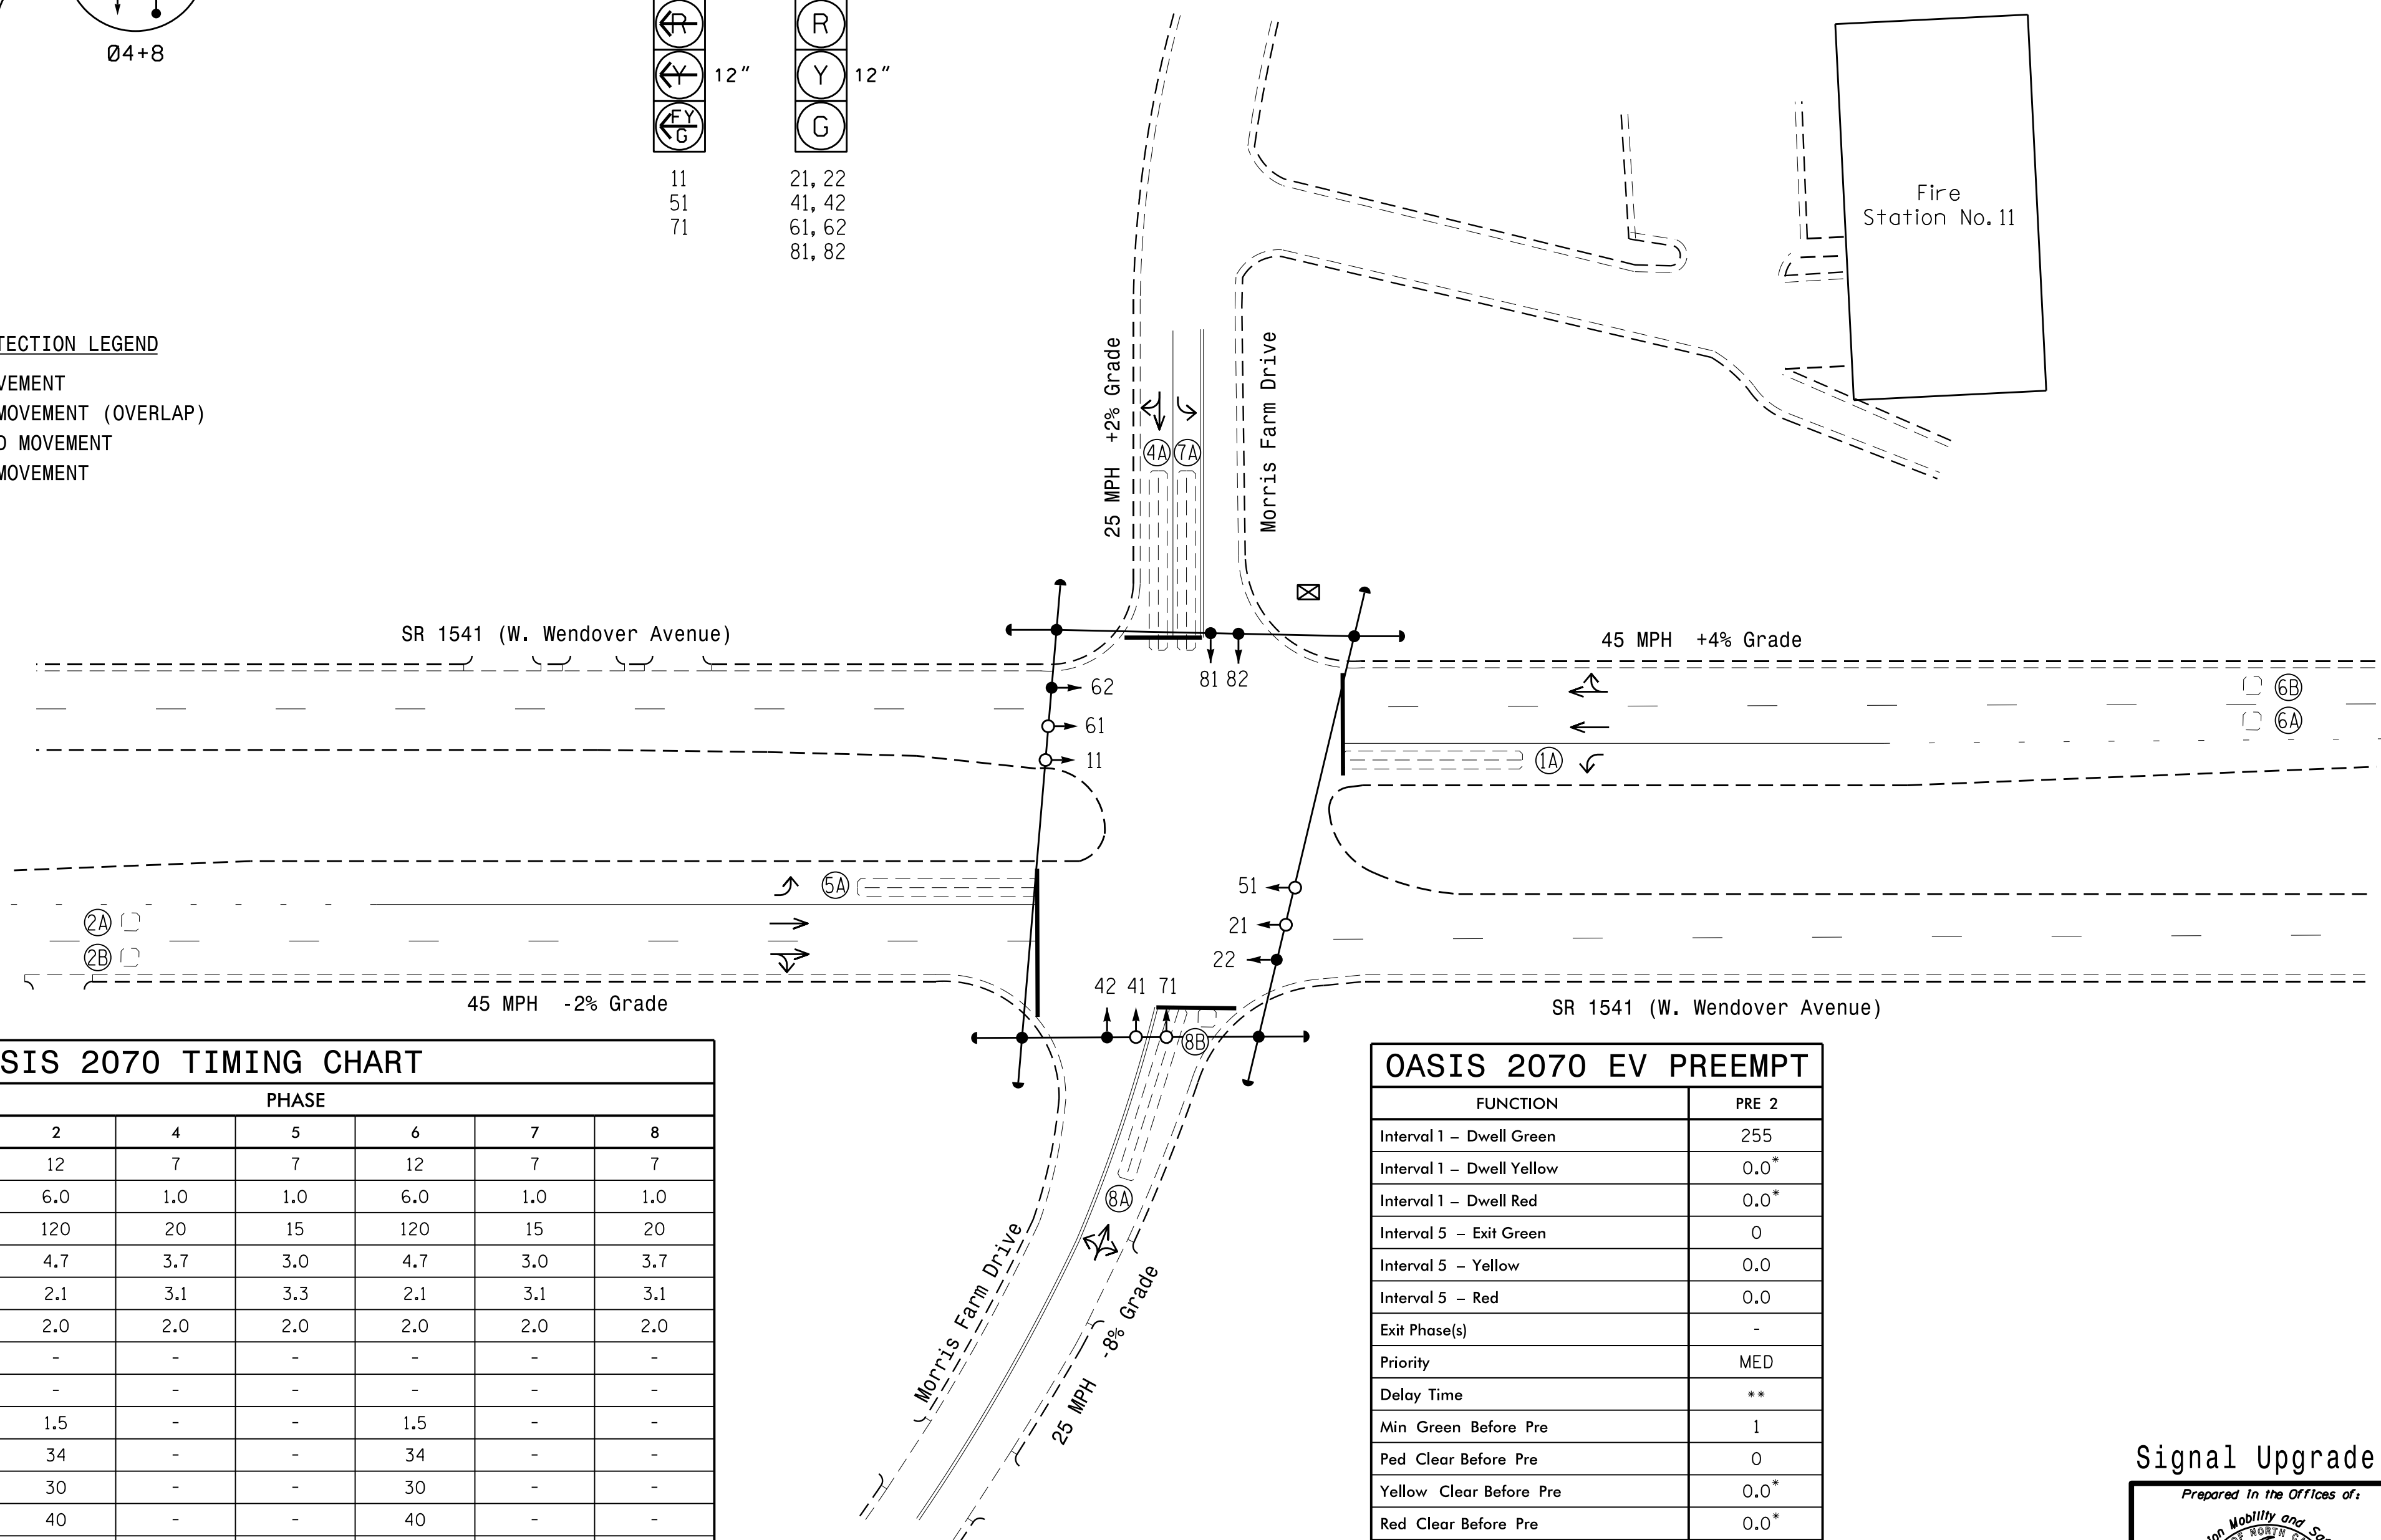 Ø4+8
R
Y
FY
G
12"
11
51
71
R
Y
G
12"
21, 22
41, 42
61, 62
81, 82
Fire
Station No. 11
TECTION LEGEND
VEMENT
MOVEMENT (OVERLAP)
D MOVEMENT
MOVEMENT
25 MPH +2% Grade
Morris Farm Drive
4A 7A
SR 1541 (W. Wendover Avenue)
45 MPH +4% Grade
81 82
62
61
11
6B
6A
1A
5A
2A
2B
51
21
22
42 41 71
8B
45 MPH -2% Grade
SR 1541 (W. Wendover Avenue)
8A
Morris Farm Drive
25 MPH -8% Grade
SIS 2070 TIMING CHART
PHASE
2 4 5 6 7 8
12 7 7 12 7 7
6.0 1.0 1.0 6.0 1.0 1.0
120 20 15 120 15 20
4.7 3.7 3.0 4.7 3.0 3.7
2.1 3.1 3.3 2.1 3.1 3.1
2.0 2.0 2.0 2.0 2.0 2.0
- - - - - -
- - - - - -
1.5 - - 1.5 - -
34 - - 34 - -
30 - - 30 - -
40 - - 40 - -
OASIS 2070 EV PREEMPT
FUNCTION PRE 2
Interval 1 – Dwell Green 255
Interval 1 – Dwell Yellow 0.0*
Interval 1 – Dwell Red 0.0*
Interval 5 – Exit Green 0
Interval 5 – Yellow 0.0
Interval 5 – Red 0.0
Exit Phase(s) -
Priority MED
Delay Time **
Min Green Before Pre 1
Ped Clear Before Pre 0
Yellow Clear Before Pre 0.0*
Red Clear Before Pre 0.0*
Signal Upgrade
Prepared in the Offices of:
Mobility and
OF NORTH